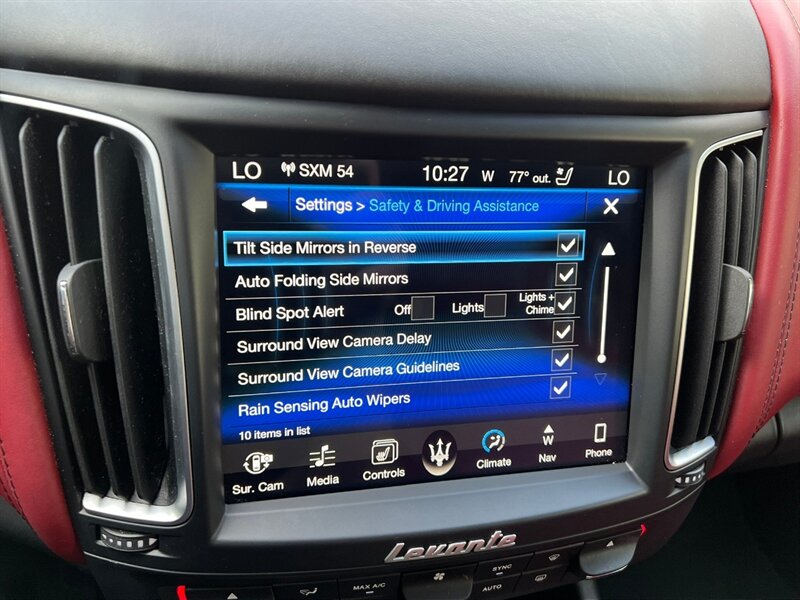 LO SXM 54 10:27 W 77° out. LO
Settings > Safety & Driving Assistance X
Tilt Side Mirrors in Reverse
Auto Folding Side Mirrors
Blind Spot Alert Off Lights Lights + Chime
Surround View Camera Delay
Surround View Camera Guidelines
Rain Sensing Auto Wipers
10 items in list
Sur. Cam Media Controls Climate W Nav Phone
Levante
MAX A/C SYNC
AUTO